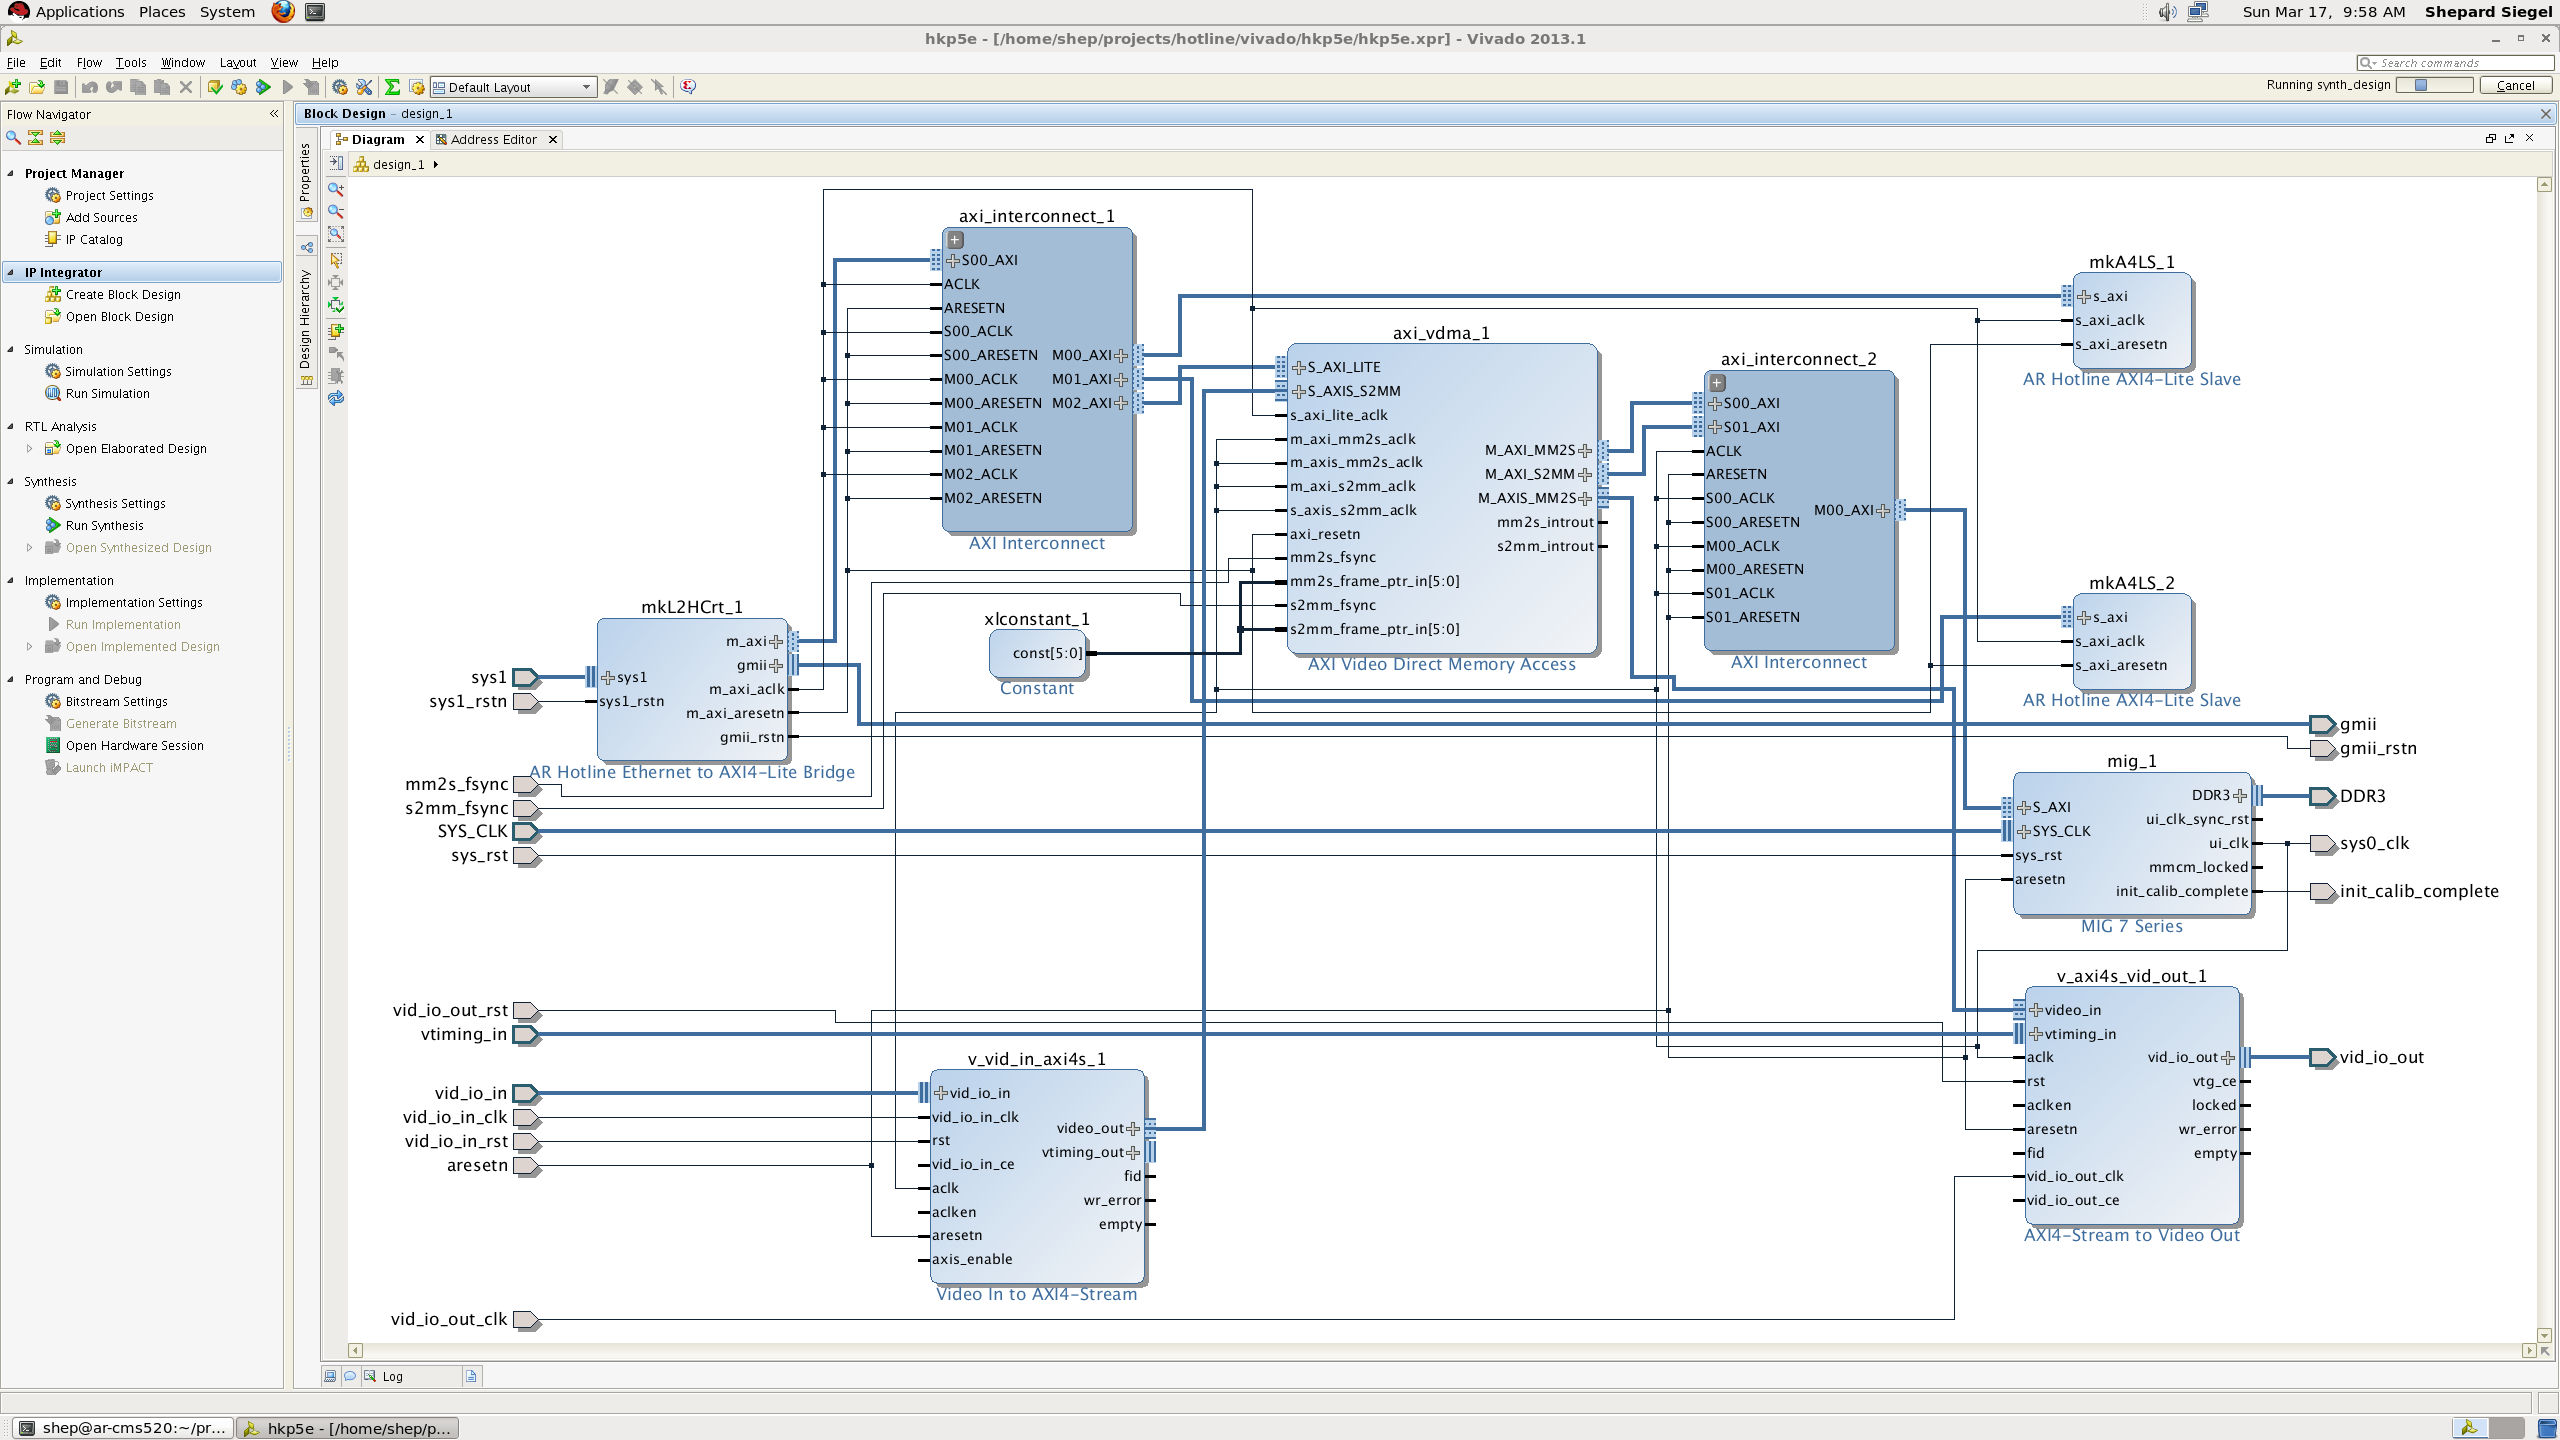 Applications Places System
Sun Mar 17, 9:58 AM Shepard Siegel
hkp5e - [/home/shep/projects/hotline/vivado/hkp5e/hkp5e.xpr] - Vivado 2013.1
File Edit Flow Tools Window Layout View Help
Search commands
Default Layout
Running synth_design
Cancel
Flow Navigator
Project Manager
Project Settings
Add Sources
IP Catalog
IP Integrator
Create Block Design
Open Block Design
Simulation
Simulation Settings
Run Simulation
RTL Analysis
Open Elaborated Design
Synthesis
Synthesis Settings
Run Synthesis
Open Synthesized Design
Implementation
Implementation Settings
Run Implementation
Open Implemented Design
Program and Debug
Bitstream Settings
Generate Bitstream
Open Hardware Session
Launch iMPACT
Block Design - design_1
Properties
Design Hierarchy
Diagram
Address Editor
design_1
axi_interconnect_1
S00_AXI
ACLK
ARESETN
S00_ACLK
S00_ARESETN
M00_ACLK
M00_ARESETN
M01_ACLK
M01_ARESETN
M02_ACLK
M02_ARESETN
M00_AXI
M01_AXI
M02_AXI
AXI Interconnect
axi_vdma_1
S_AXI_LITE
S_AXIS_S2MM
s_axi_lite_aclk
m_axi_mm2s_aclk
m_axis_mm2s_aclk
m_axi_s2mm_aclk
s_axis_s2mm_aclk
axi_resetn
mm2s_fsync
mm2s_frame_ptr_in[5:0]
s2mm_fsync
s2mm_frame_ptr_in[5:0]
M_AXI_MM2S
M_AXI_S2MM
M_AXIS_MM2S
mm2s_introut
s2mm_introut
AXI Video Direct Memory Access
axi_interconnect_2
S00_AXI
S01_AXI
ACLK
ARESETN
S00_ACLK
S00_ARESETN
M00_ACLK
M00_ARESETN
S01_ACLK
S01_ARESETN
M00_AXI
AXI Interconnect
mkA4LS_1
s_axi
s_axi_aclk
s_axi_aresetn
AR Hotline AXI4-Lite Slave
mkA4LS_2
s_axi
s_axi_aclk
s_axi_aresetn
AR Hotline AXI4-Lite Slave
xlconstant_1
const[5:0]
Constant
mkL2HCrt_1
sys1
sys1_rstn
m_axi
gmii
m_axi_aclk
m_axi_aresetn
gmii_rstn
AR Hotline Ethernet to AXI4-Lite Bridge
sys1
sys1_rstn
mm2s_fsync
s2mm_fsync
SYS_CLK
sys_rst
vid_io_out_rst
vtiming_in
vid_io_in
vid_io_in_clk
vid_io_in_rst
aresetn
vid_io_out_clk
gmii
gmii_rstn
DDR3
sys0_clk
init_calib_complete
vid_io_out
mig_1
S_AXI
SYS_CLK
sys_rst
aresetn
DDR3
ui_clk_sync_rst
ui_clk
mmcm_locked
init_calib_complete
MIG 7 Series
v_vid_in_axi4s_1
vid_io_in
vid_io_in_clk
rst
vid_io_in_ce
aclk
aclken
aresetn
axis_enable
video_out
vtiming_out
fid
wr_error
empty
Video In to AXI4-Stream
v_axi4s_vid_out_1
video_in
vtiming_in
aclk
rst
aclken
aresetn
fid
vid_io_out_clk
vid_io_out_ce
vid_io_out
vtg_ce
locked
wr_error
empty
AXI4-Stream to Video Out
Log
shep@ar-cms520:~/pr...
hkp5e - [/home/shep/p...